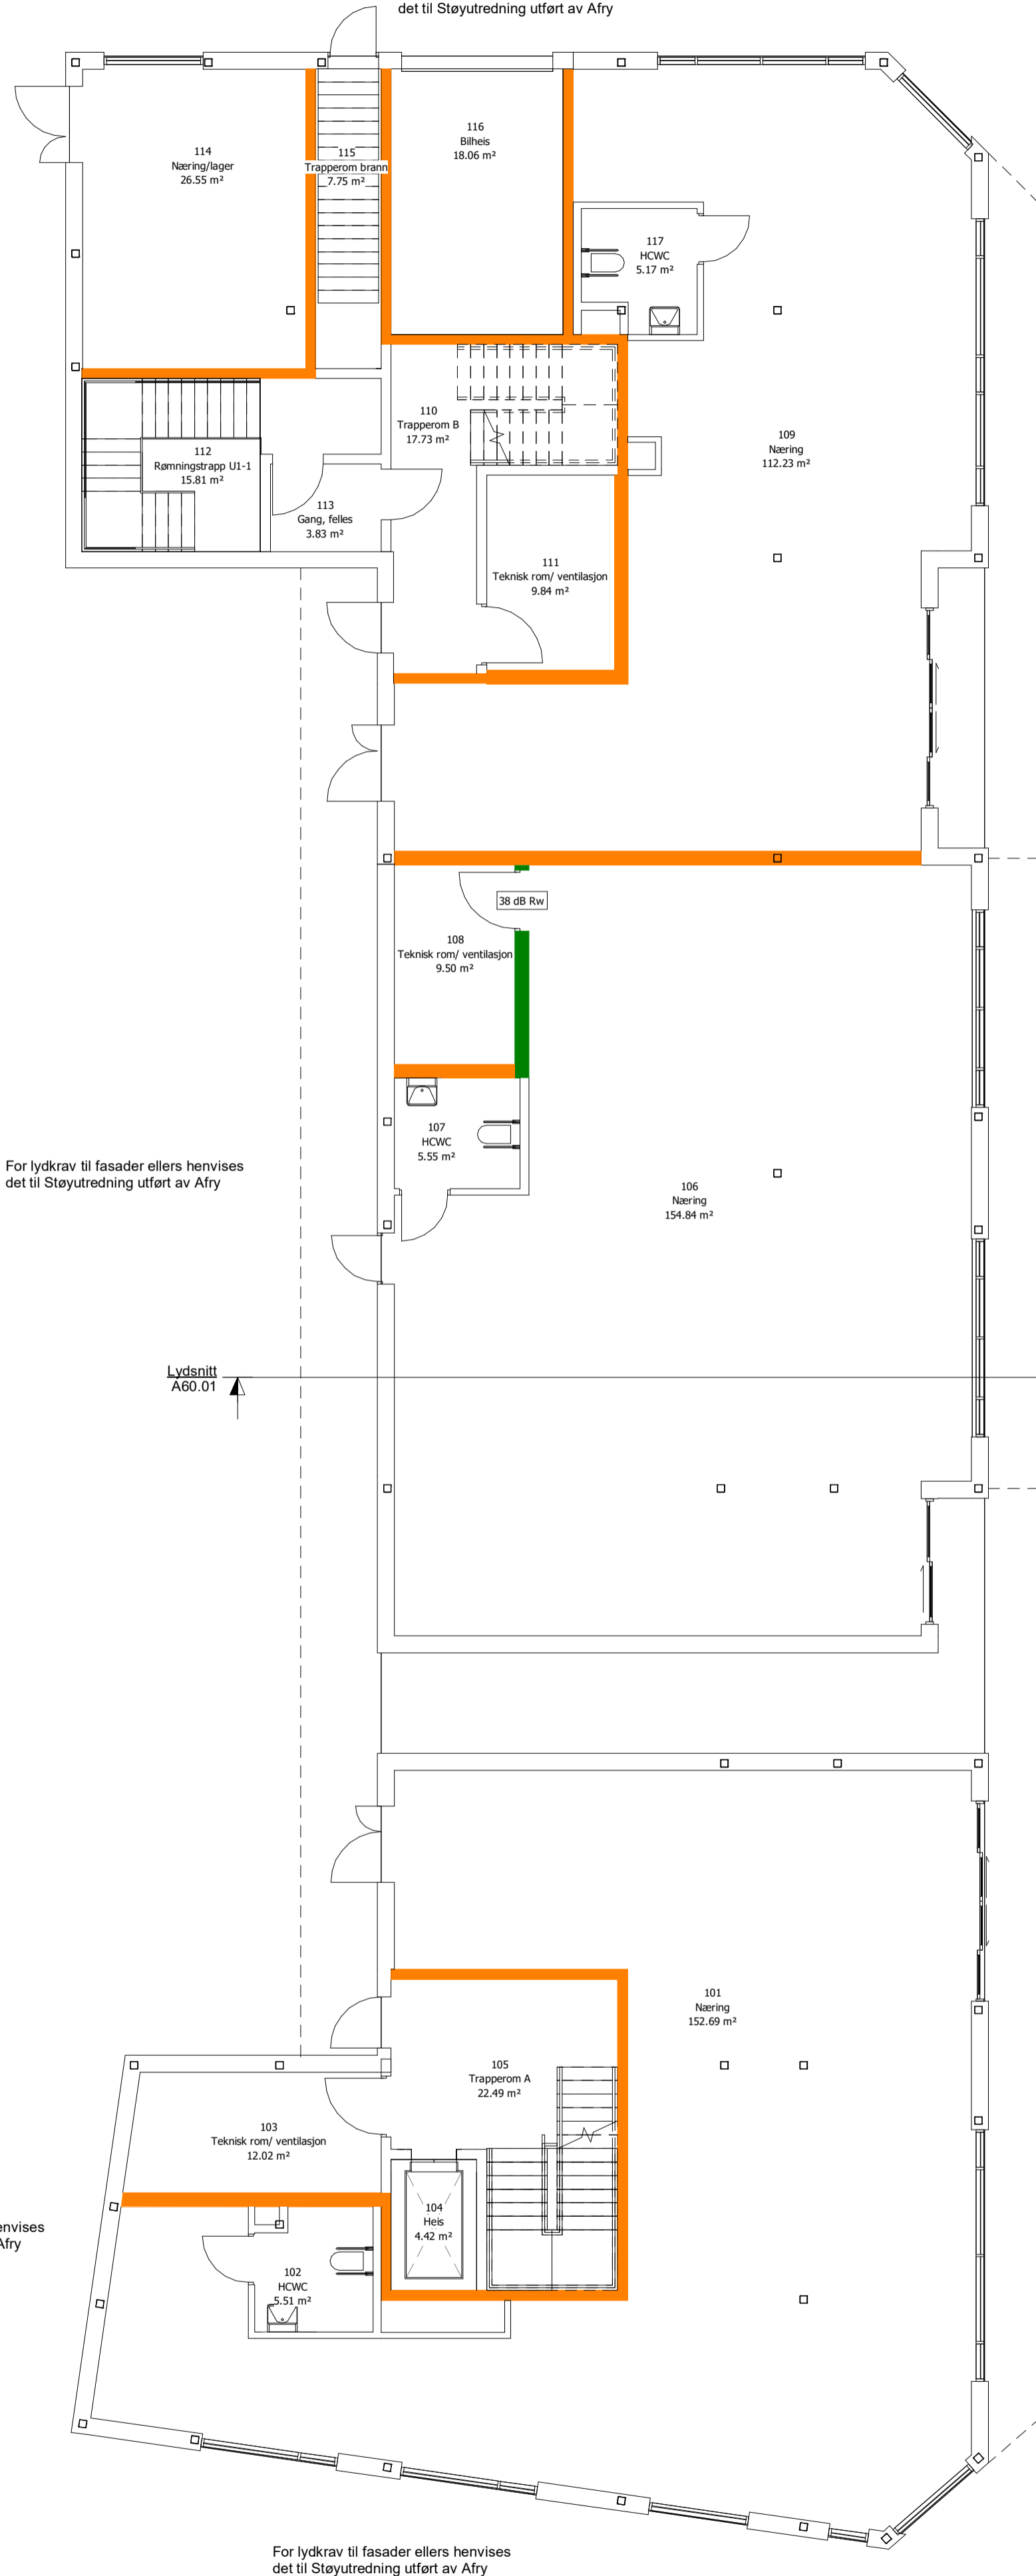 det til Støyutredning utført av Afry
114
Næring/lager
26.55 m²
115
Trapperom brann
7.75 m²
116
Bilheis
18.06 m²
117
HCWC
5.17 m²
110
Trapperom B
17.73 m²
109
Næring
112.23 m²
112
Rømningstrapp U1-1
15.81 m²
113
Gang, felles
3.83 m²
111
Teknisk rom/ ventilasjon
9.84 m²
38 dB Rw
108
Teknisk rom/ ventilasjon
9.50 m²
107
HCWC
5.55 m²
For lydkrav til fasader ellers henvises
det til Støyutredning utført av Afry
106
Næring
154.84 m²
Lydsnitt
A60.01
101
Næring
152.69 m²
105
Trapperom A
22.49 m²
103
Teknisk rom/ ventilasjon
12.02 m²
104
Heis
4.42 m²
envises
Afry
102
HCWC
5.51 m²
For lydkrav til fasader ellers henvises
det til Støyutredning utført av Afry